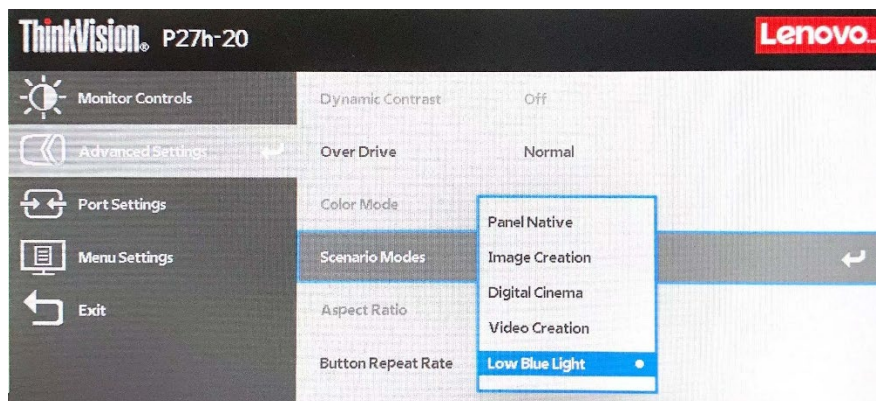 ThinkVision® P27h-20
Lenovo
Monitor Controls
Advanced Settings
Port Settings
Menu Settings
Exit
Dynamic Contrast Off
Over Drive Normal
Color Mode
Scenario Modes
Aspect Ratio
Button Repeat Rate
Panel Native
Image Creation
Digital Cinema
Video Creation
Low Blue Light